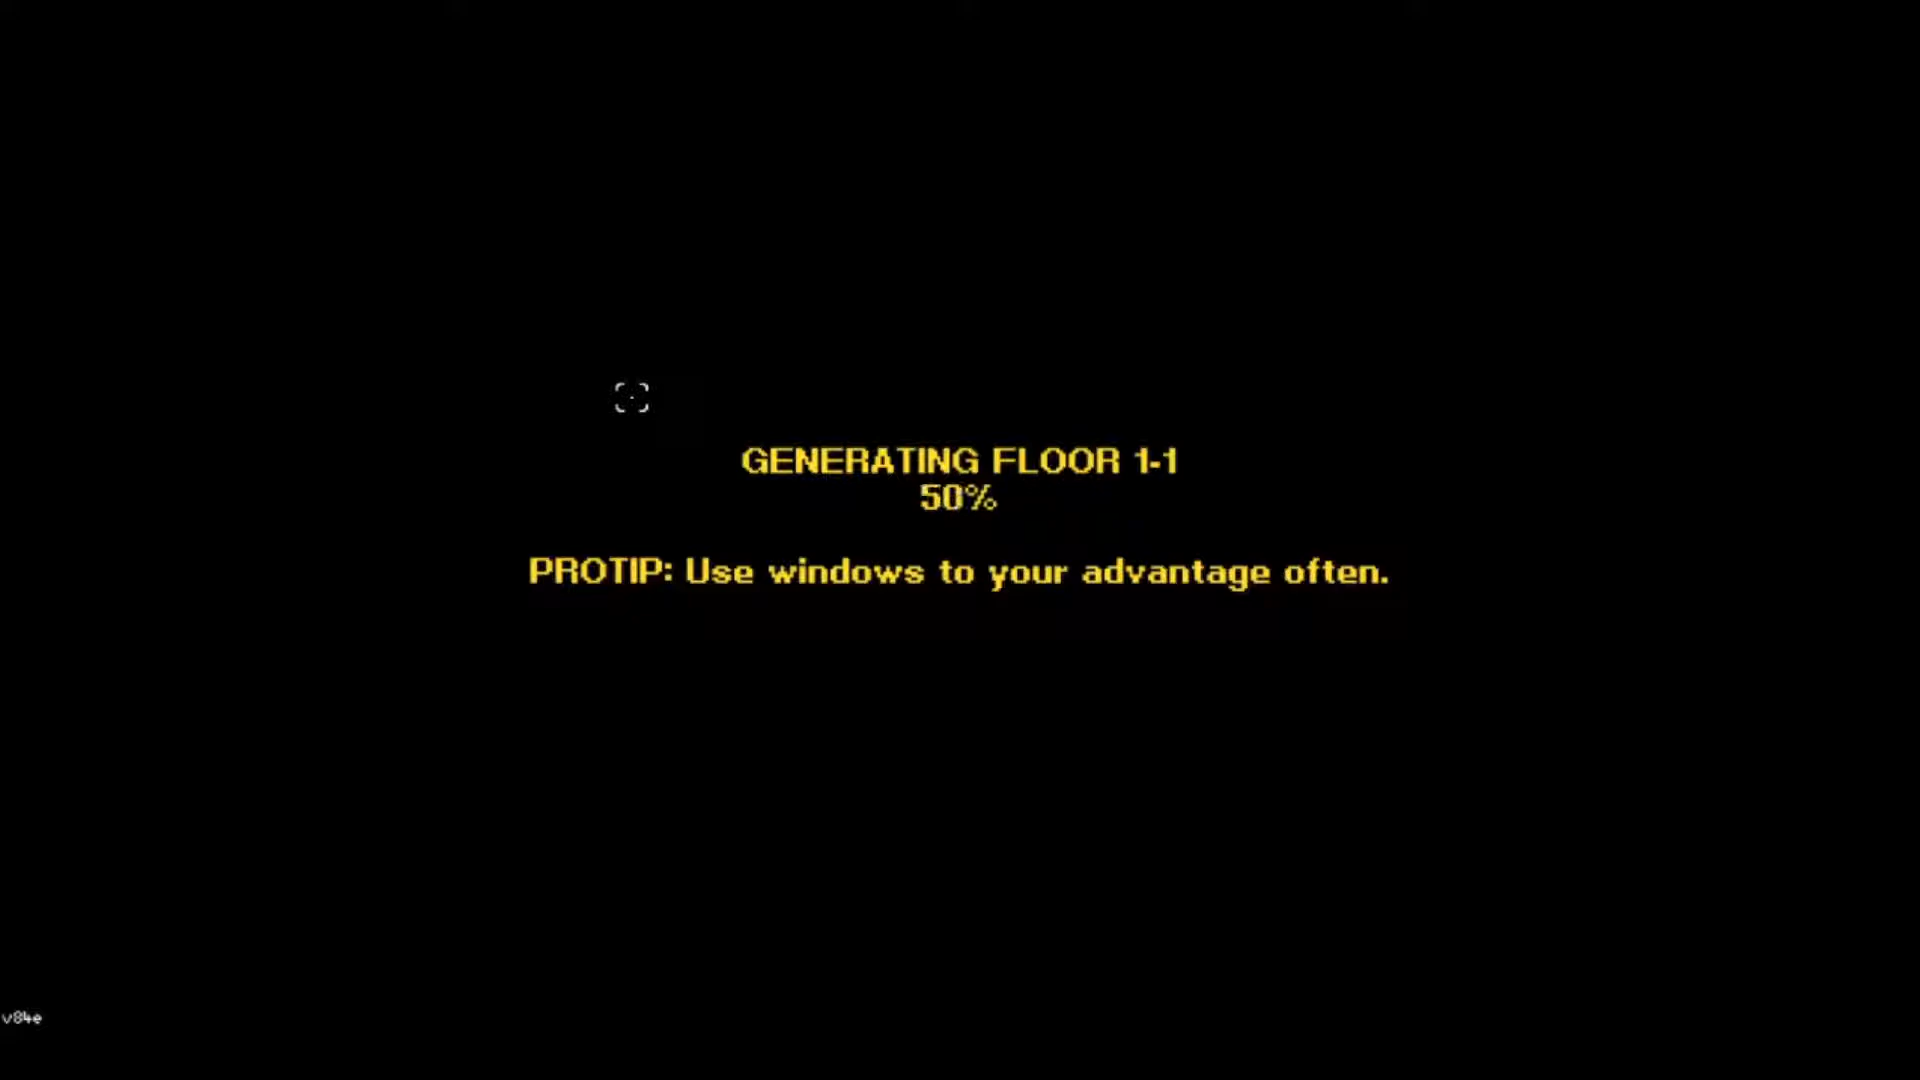 GENERATING FLOOR 1-1
50%
PROTIP: Use windows to your advantage often.
v84e